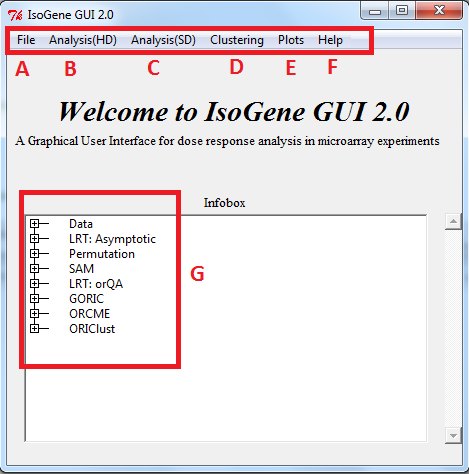 IsoGene GUI 2.0
File Analysis(HD) Analysis(SD) Clustering Plots Help
A B C D E F
Welcome to IsoGene GUI 2.0
A Graphical User Interface for dose response analysis in microarray experiments
Infobox
Data
LRT: Asymptotic
Permutation
SAM
G
LRT: orQA
GORIC
ORCME
ORIClust